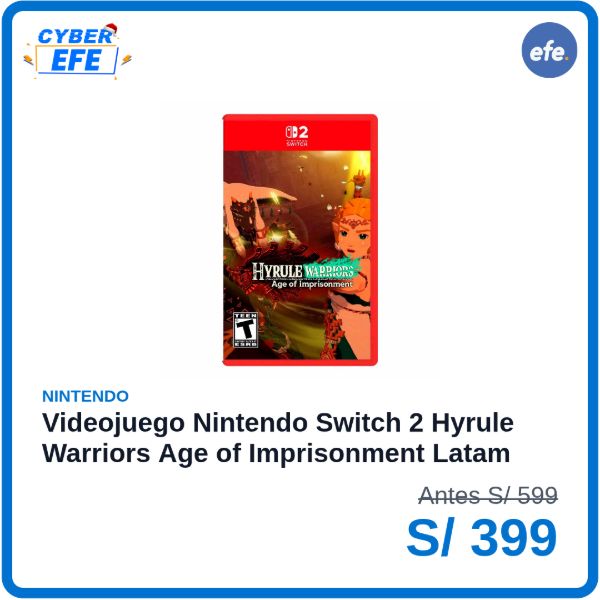 CYBER
EFE
efe.
2
NINTENDO
SWITCH
HYRULE WARRIORS
Age of Imprisonment
TEEN
T
ESRB
NINTENDO
Videojuego Nintendo Switch 2 Hyrule
Warriors Age of Imprisonment Latam
Antes S/ 599
S/ 399